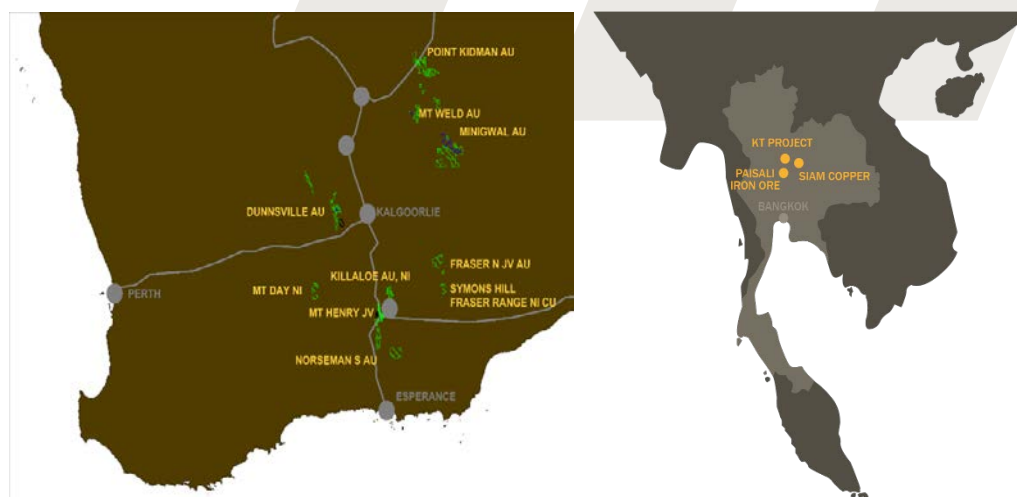 POINT KIDMAN AU
MT WELD AU
MINIGWAL AU
DUNNSVILLE AU
KALGOORLIE
FRASER N JV AU
KILLALOE AU, NI
PERTH
MT DAY NI
SYMONS HILL
FRASER RANGE NI CU
MT HENRY JV
NORSEMAN S AU
ESPERANCE
KT PROJECT
PAISALI
IRON ORE
SIAM COPPER
BANGKOK